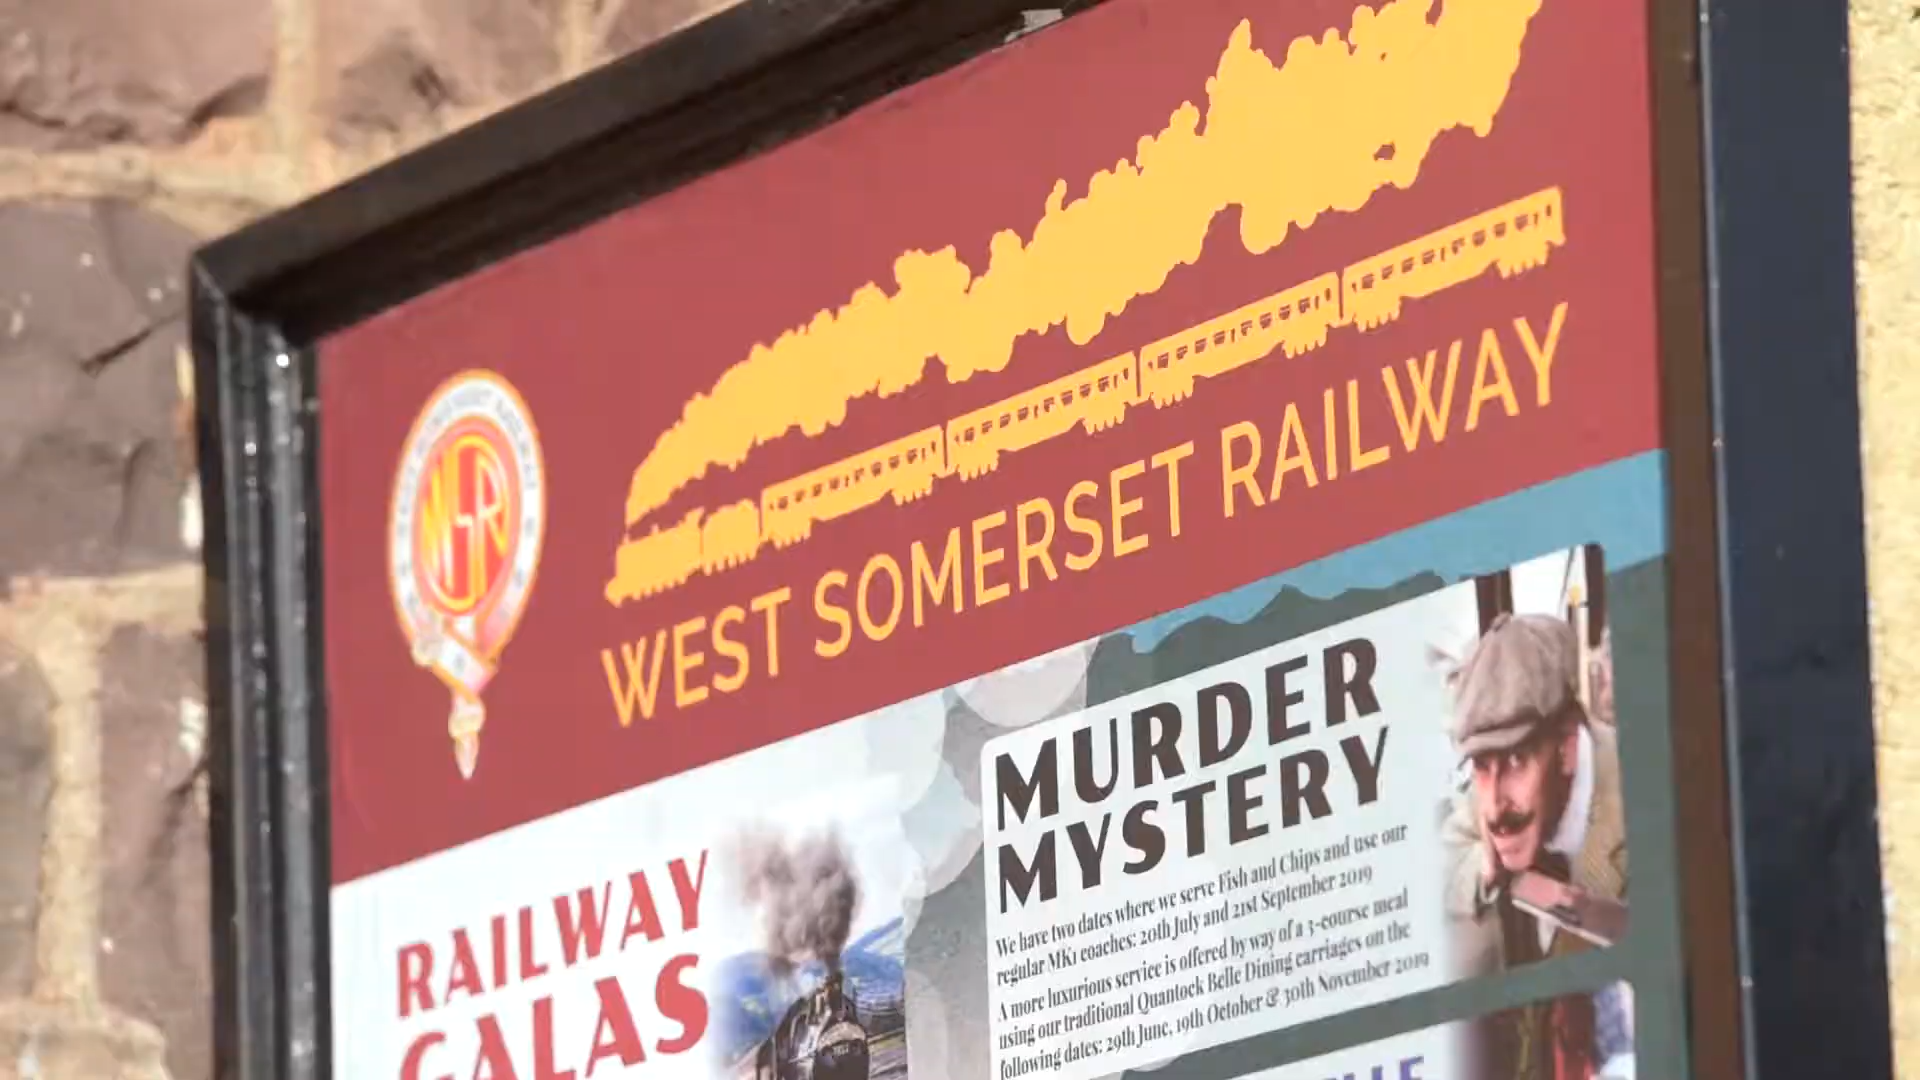 WSR
WEST SOMERSET RAILWAY
RAILWAY
GALAS
MURDER
MYSTERY
We have two dates where we serve Fish and Chips and use our
regular MK1 coaches: 20th July and 21st September 2019
A more luxurious service is offered by way of a 3-course meal
using our traditional Quantock Belle Dining carriages on the
following dates: 29th June, 19th October & 30th November 2019